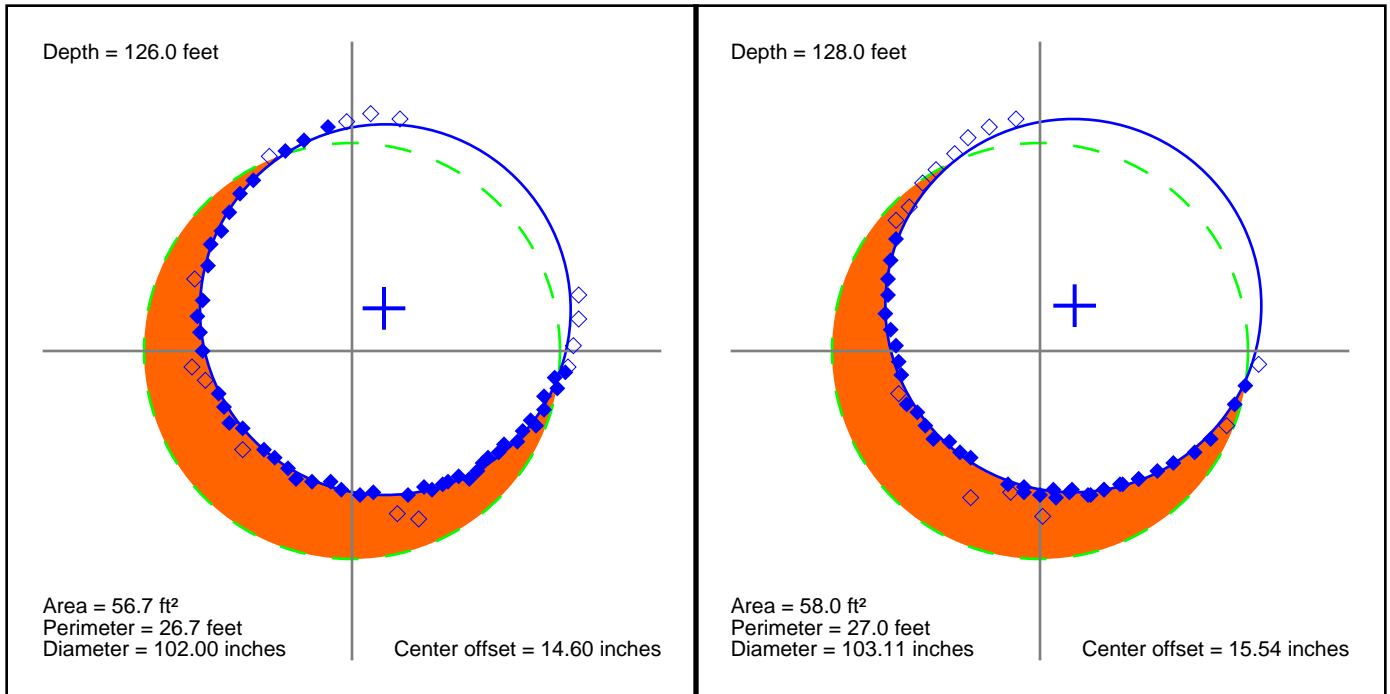 Depth = 126.0 feet
Area = 56.7 ft²
Perimeter = 26.7 feet
Diameter = 102.00 inches
Center offset = 14.60 inches
Depth = 128.0 feet
Area = 58.0 ft²
Perimeter = 27.0 feet
Diameter = 103.11 inches
Center offset = 15.54 inches